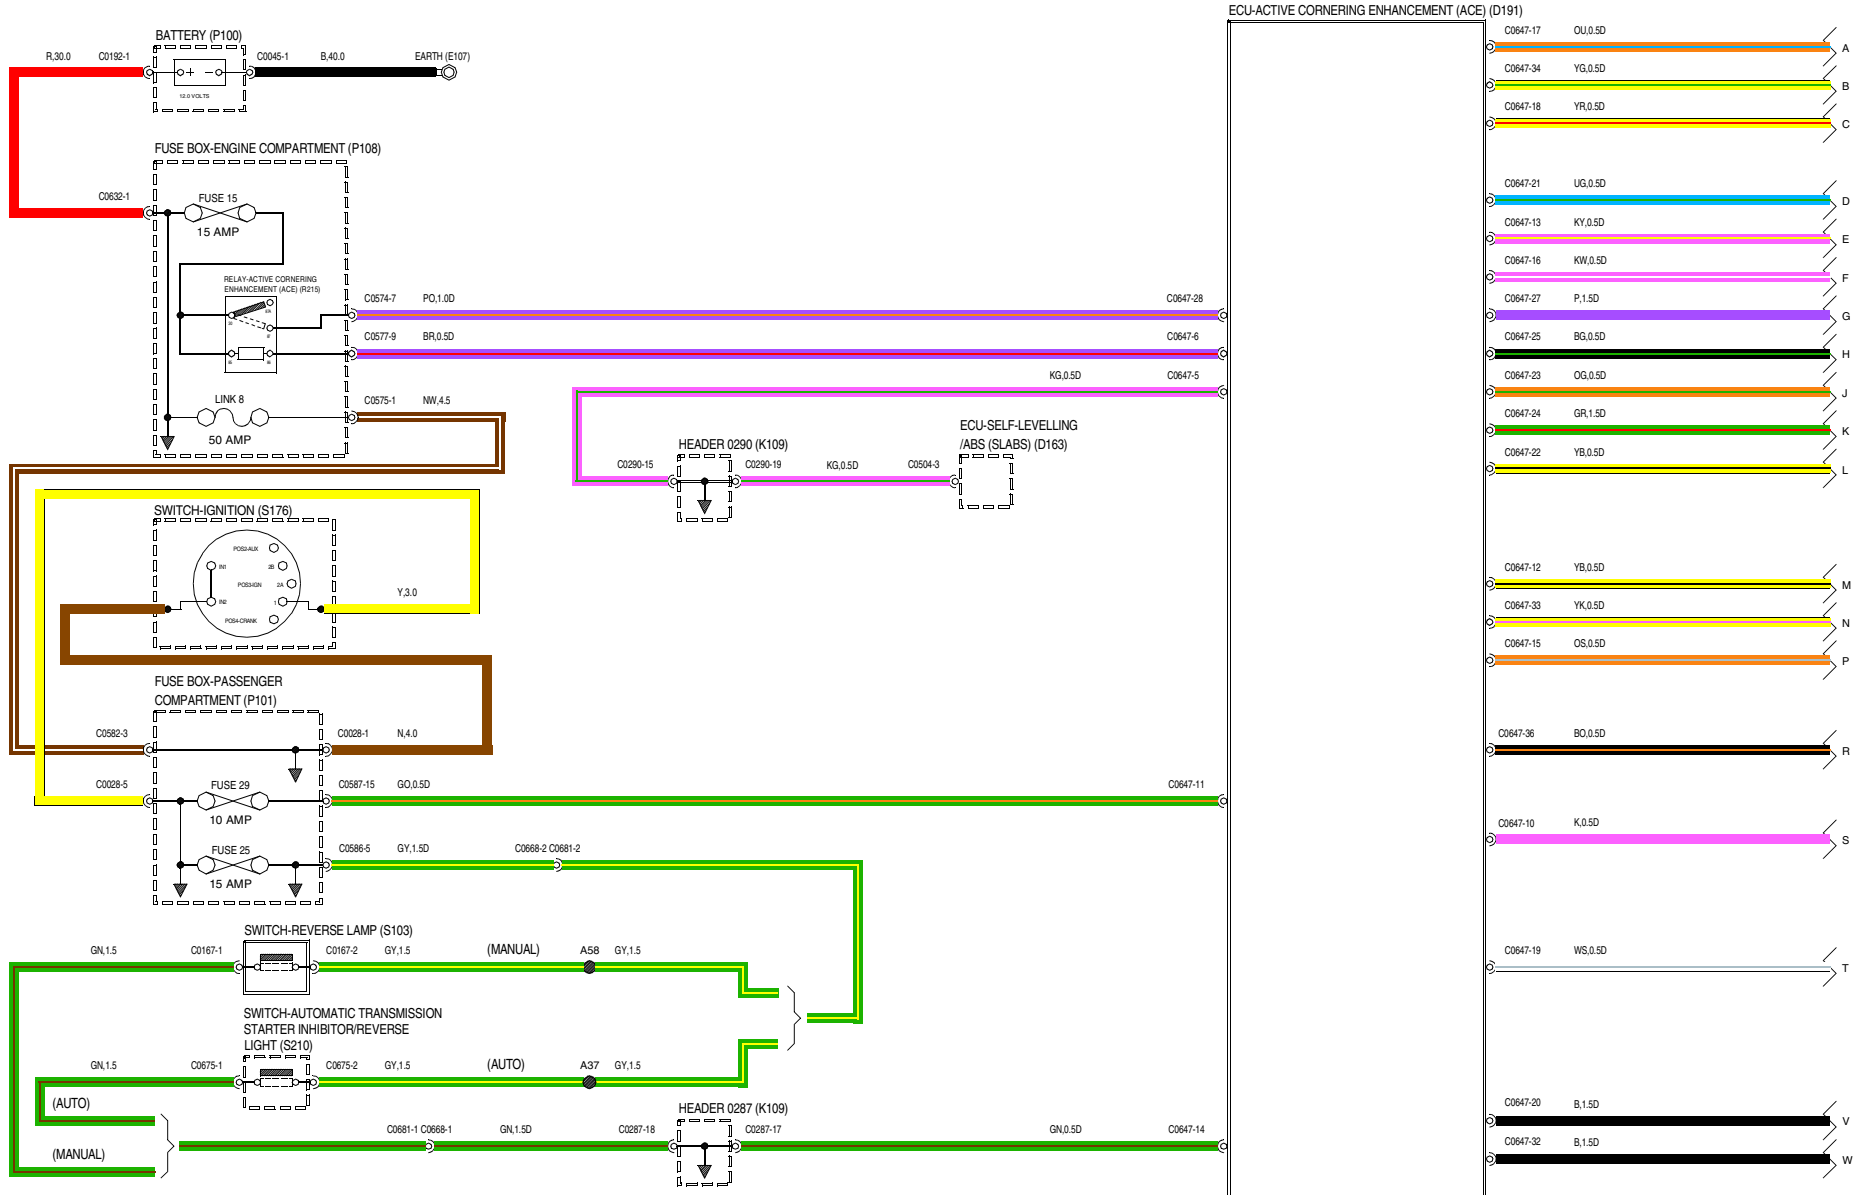 ECU-ACTIVE CORNERING ENHANCEMENT (ACE) (D191)
BATTERY (P100)
R,30.0 C0192-1 C0045-1 B,40.0 EARTH (E107)
+ -
12.0 VOLTS
FUSE BOX-ENGINE COMPARTMENT (P108)
C0632-1
FUSE 15
15 AMP
RELAY-ACTIVE CORNERING
ENHANCEMENT (ACE) (R215)
C0574-7 PO,1.0D C0647-28
C0577-9 BR,0.5D C0647-6
KG,0.5D C0647-5
LINK 8
50 AMP
C0575-1 NW,4.5
HEADER 0290 (K109)
C0290-15 C0290-19 KG,0.5D C0504-3
ECU-SELF-LEVELLING
/ABS (SLABS) (D163)
SWITCH-IGNITION (S176)
POS2-AUX
IN1 2B
POS3-IGN 2A
IN2 1
POS4-CRANK
Y,3.0
FUSE BOX-PASSENGER
COMPARTMENT (P101)
C0582-3 C0028-1 N,4.0
C0028-5 FUSE 29 C0587-15 GO,0.5D C0647-11
10 AMP
FUSE 25 C0586-5 GY,1.5D C0668-2 C0681-2
15 AMP
SWITCH-REVERSE LAMP (S103)
GN,1.5 C0167-1 C0167-2 GY,1.5 (MANUAL) A58 GY,1.5
SWITCH-AUTOMATIC TRANSMISSION
STARTER INHIBITOR/REVERSE
LIGHT (S210)
GN,1.5 C0675-1 C0675-2 GY,1.5 (AUTO) A37 GY,1.5
(AUTO)
(MANUAL)
HEADER 0287 (K109)
C0681-1 C0668-1 GN,1.5D C0287-18 C0287-17 GN,0.5D C0647-14
C0647-17 OU,0.5D A
C0647-34 YG,0.5D B
C0647-18 YR,0.5D C
C0647-21 UG,0.5D D
C0647-13 KY,0.5D E
C0647-16 KW,0.5D F
C0647-27 P,1.5D G
C0647-25 BG,0.5D H
C0647-23 OG,0.5D J
C0647-24 GR,1.5D K
C0647-22 YB,0.5D L
C0647-12 YB,0.5D M
C0647-33 YK,0.5D N
C0647-15 OS,0.5D P
C0647-36 BO,0.5D R
C0647-10 K,0.5D S
C0647-19 WS,0.5D T
C0647-20 B,1.5D V
C0647-32 B,1.5D W